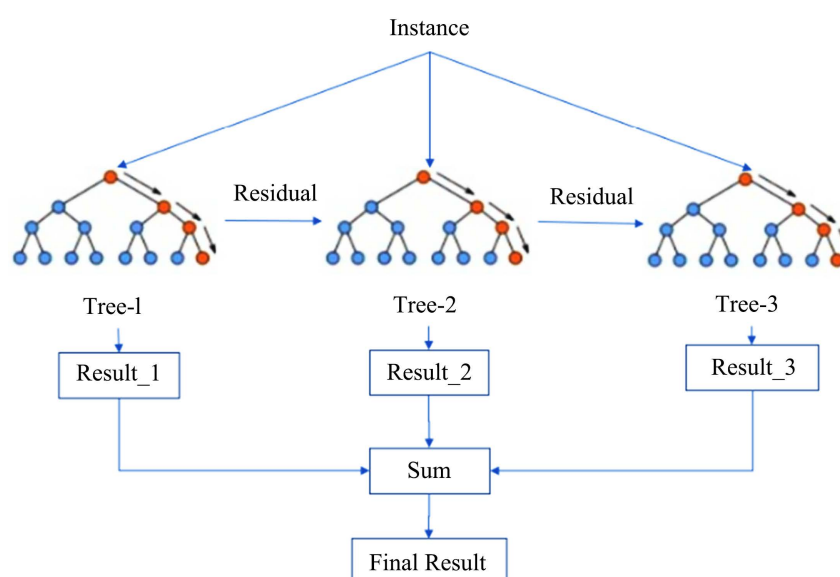 Instance
Residual
Residual
Tree-l
Tree-2
Tree-3
Result_1
Result_2
Result_3
Sum
Final Result